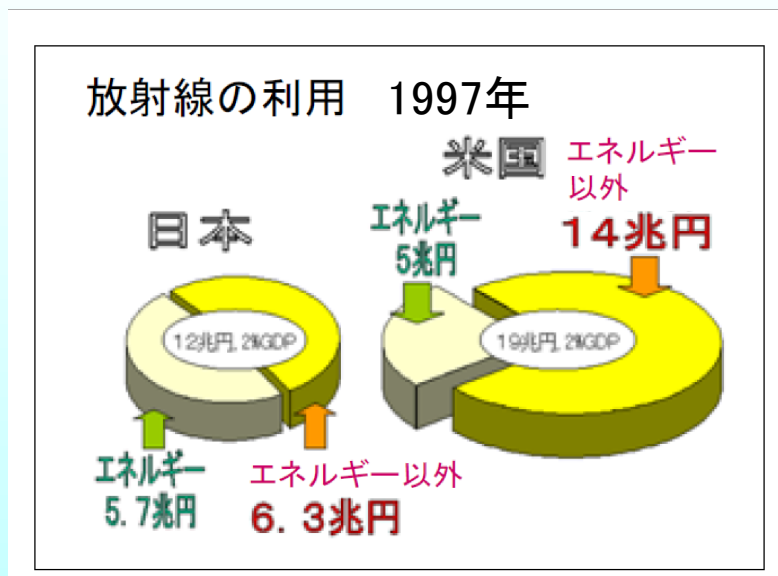 放射線の利用　1997年
米国
エネルギー
以外
14兆円
エネルギー
5兆円
19兆円, 2%GDP
日本
12兆円, 2%GDP
エネルギー
5.7兆円
エネルギー以外
6.3兆円